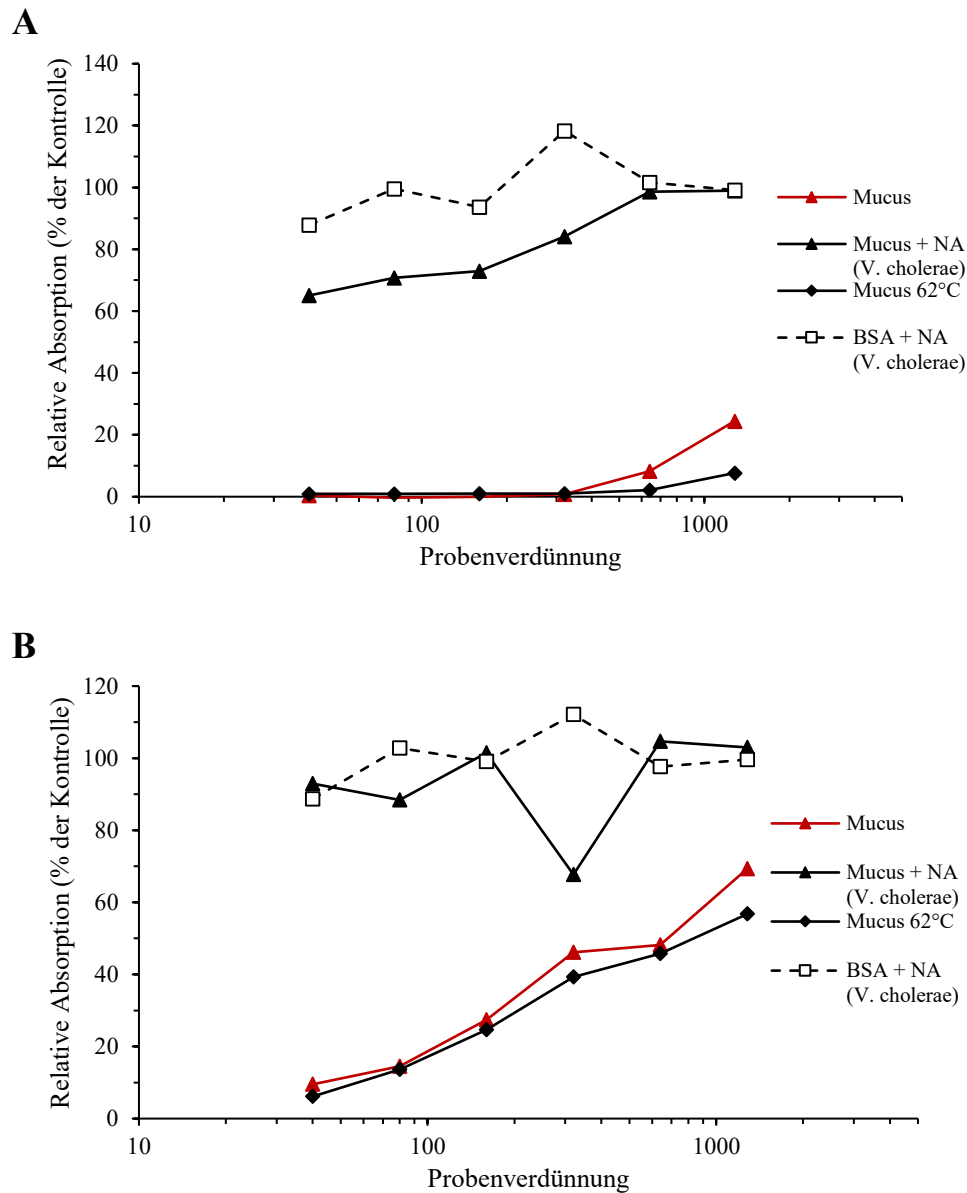 A
Relative Absorption (% der Kontrolle)
140
120
100
80
60
40
20
0
10
100
1000
Probenverdünnung
Mucus
Mucus + NA
(V. cholerae)
Mucus 62°C
BSA + NA
(V. cholerae)
B
Relative Absorption (% der Kontrolle)
120
100
80
60
40
20
0
10
100
1000
Probenverdünnung
Mucus
Mucus + NA
(V. cholerae)
Mucus 62°C
BSA + NA
(V. cholerae)